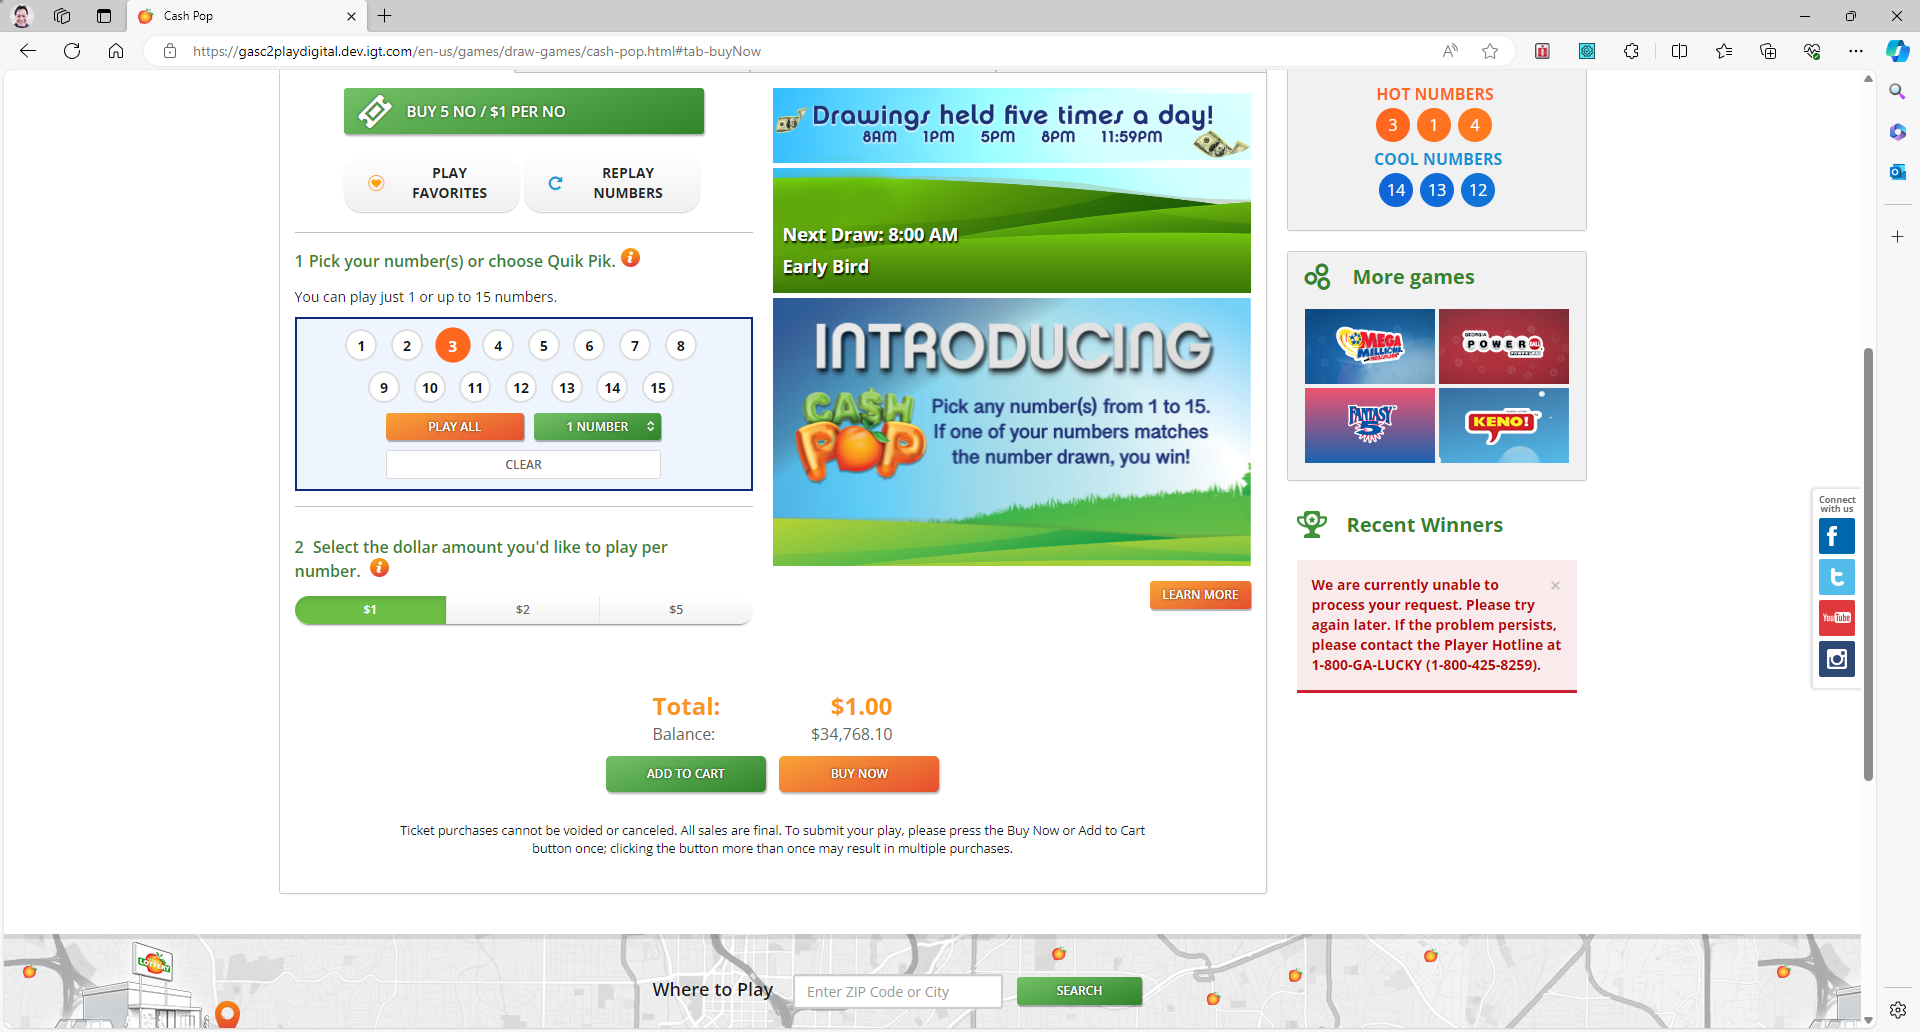 Cash Pop
https://gasc2playdigital.dev.igt.com/en-us/games/draw-games/cash-pop.html#tab-buyNow
BUY 5 NO / $1 PER NO
PLAY
FAVORITES
REPLAY
NUMBERS
1 Pick your number(s) or choose Quik Pik.
You can play just 1 or up to 15 numbers.
1 2 3 4 5 6 7 8
9 10 11 12 13 14 15
PLAY ALL
1 NUMBER
CLEAR
2 Select the dollar amount you'd like to play per
number.
$1 $2 $5
Drawings held five times a day!
8AM 1PM 5PM 8PM 11:59PM
Next Draw: 8:00 AM
Early Bird
INTRODUCING
CA$H
POP
Pick any number(s) from 1 to 15.
If one of your numbers matches
the number drawn, you win!
LEARN MORE
Total: $1.00
Balance: $34,768.10
ADD TO CART
BUY NOW
Ticket purchases cannot be voided or canceled. All sales are final. To submit your play, please press the Buy Now or Add to Cart
button once; clicking the button more than once may result in multiple purchases.
HOT NUMBERS
3 1 4
COOL NUMBERS
14 13 12
More games
MEGA
MILLIONS
GEORGIA
POWERBALL
FANTASY
5
KENO!
Recent Winners
We are currently unable to
process your request. Please try
again later. If the problem persists,
please contact the Player Hotline at
1-800-GA-LUCKY (1-800-425-8259).
Connect
with us
YouTube
LOTTERY
Where to Play
Enter ZIP Code or City
SEARCH